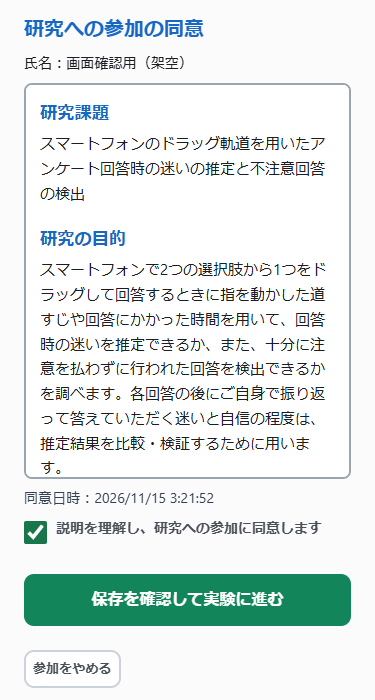 研究への参加の同意
氏名：画面確認用（架空）
研究課題
スマートフォンのドラッグ軌道を用いたア
ンケート回答時の迷いの推定と不注意回答
の検出
研究の目的
スマートフォンで2つの選択肢から1つをド
ラッグして回答するときに指を動かした道
すじや回答にかかった時間を用いて、回答
時の迷いを推定できるか、また、十分に注
意を払わずに行われた回答を検出できるか
を調べます。各回答の後にご自身で振り返
って答えていただく迷いと自信の程度は、
推定結果を比較・検証するために用いま
す。
同意日時：2026/11/15 3:21:52
説明を理解し、研究への参加に同意します
保存を確認して実験に進む
参加をやめる